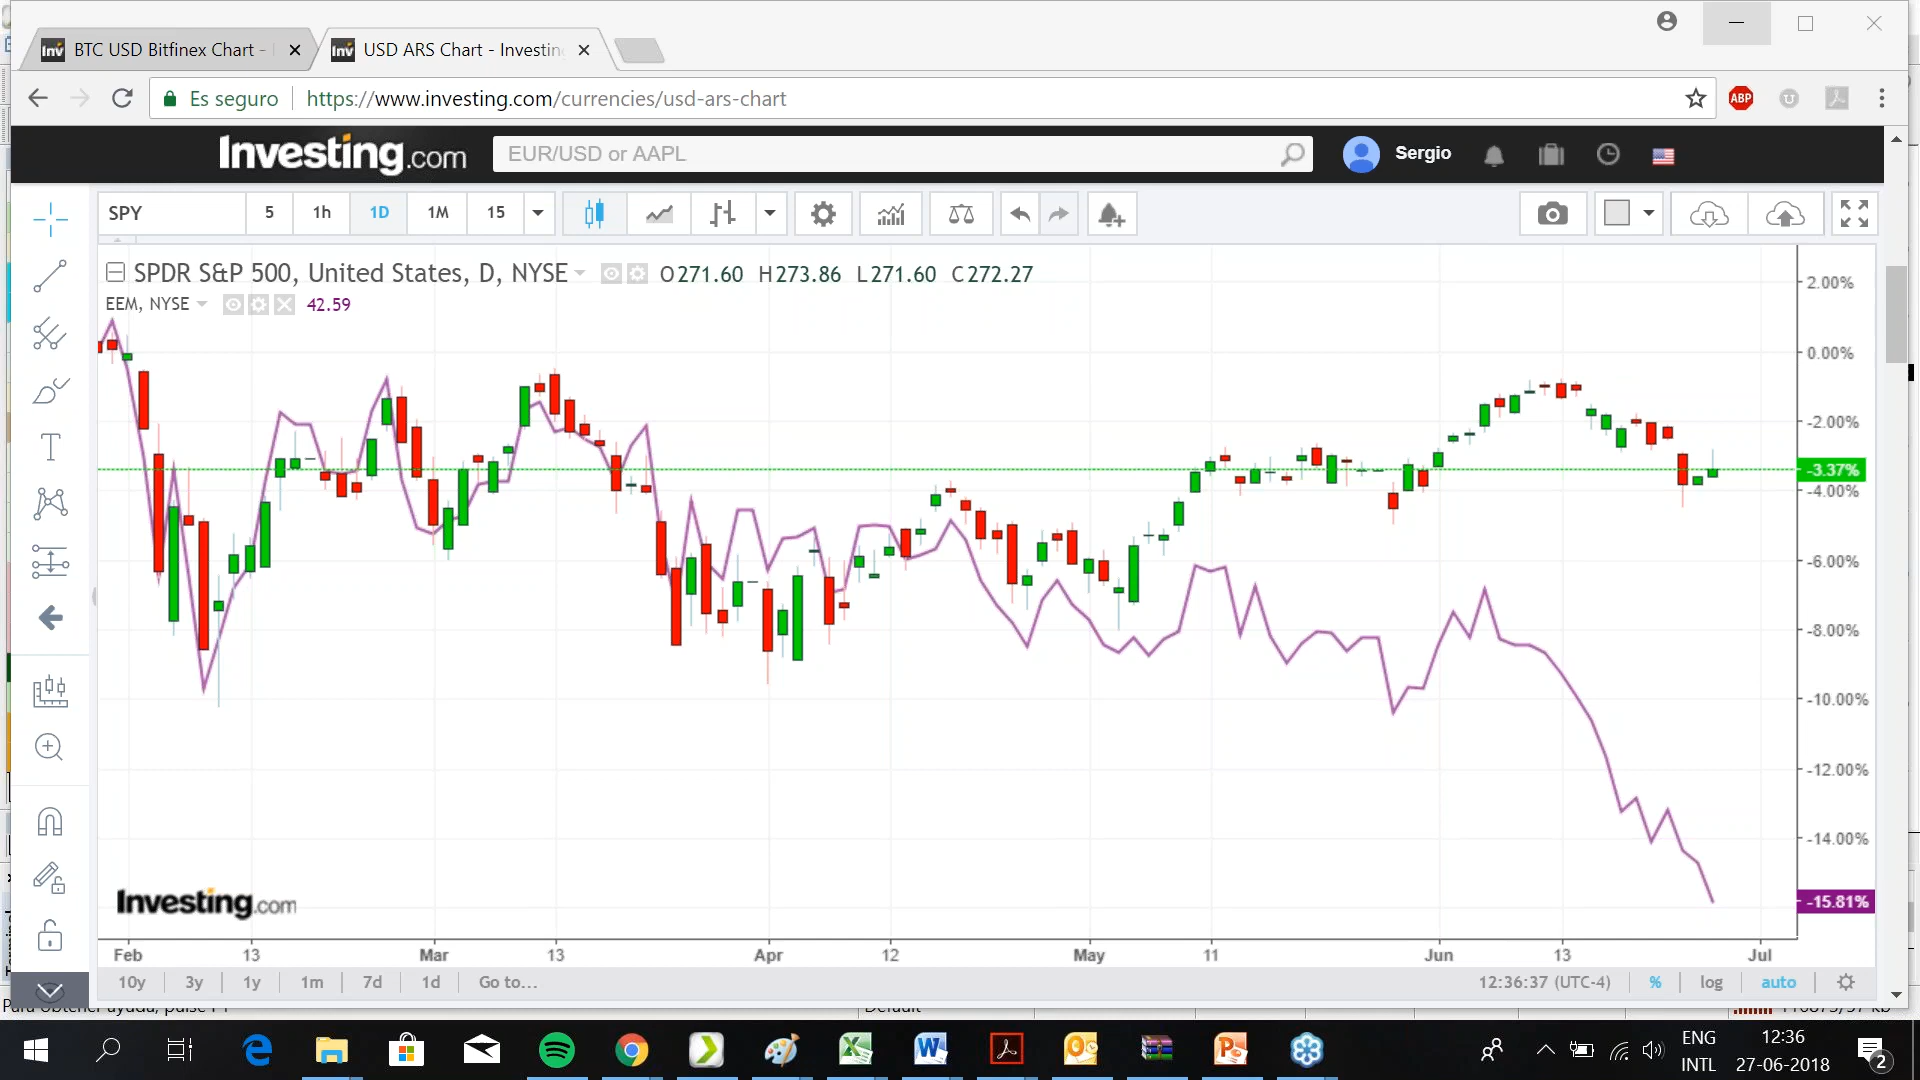 BTC USD Bitfinex Chart -
USD ARS Chart - Investin
Es seguro
https://www.investing.com/currencies/usd-ars-chart
ABP
Investing.com
EUR/USD or AAPL
Sergio
SPY 5 1h 1D 1M 15
SPDR S&P 500, United States, D, NYSE O271.60 H273.86 L271.60 C272.27
EEM, NYSE 42.59
2.00%
0.00%
-2.00%
-3.37%
-4.00%
-6.00%
-8.00%
-10.00%
-12.00%
-14.00%
-15.81%
Investing.com
Feb 13 Mar 13 Apr 12 May 11 Jun 13 Jul
10y 3y 1y 1m 7d 1d Go to... 12:36:37 (UTC-4) % log auto
ENG 12:36
INTL 27-06-2018
2